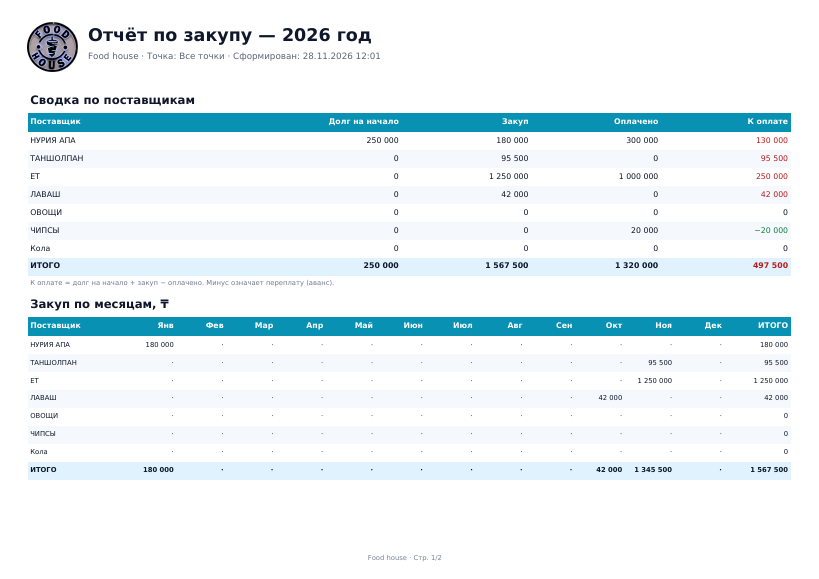 FOOD HOUSE
Отчёт по закупу — 2026 год
Food house · Точка: Все точки · Сформирован: 28.11.2026 12:01
Сводка по поставщикам
Поставщик Долг на начало Закуп Оплачено К оплате
НУРИЯ АПА 250 000 180 000 300 000 130 000
ТАНШОЛПАН 0 95 500 0 95 500
ЕТ 0 1 250 000 1 000 000 250 000
ЛАВАШ 0 42 000 0 42 000
ОВОЩИ 0 0 0 0
ЧИПСЫ 0 0 20 000 −20 000
Кола 0 0 0 0
ИТОГО 250 000 1 567 500 1 320 000 497 500
К оплате = долг на начало + закуп − оплачено. Минус означает переплату (аванс).
Закуп по месяцам, ₸
Поставщик Янв Фев Мар Апр Май Июн Июл Авг Сен Окт Ноя Дек ИТОГО
НУРИЯ АПА 180 000 · · · · · · · · · · · 180 000
ТАНШОЛПАН · · · · · · · · · · 95 500 · 95 500
ЕТ · · · · · · · · · · 1 250 000 · 1 250 000
ЛАВАШ · · · · · · · · · 42 000 · · 42 000
ОВОЩИ · · · · · · · · · · · · 0
ЧИПСЫ · · · · · · · · · · · · 0
Кола · · · · · · · · · · · · 0
ИТОГО 180 000 · · · · · · · · 42 000 1 345 500 · 1 567 500
Food house · Стр. 1/2